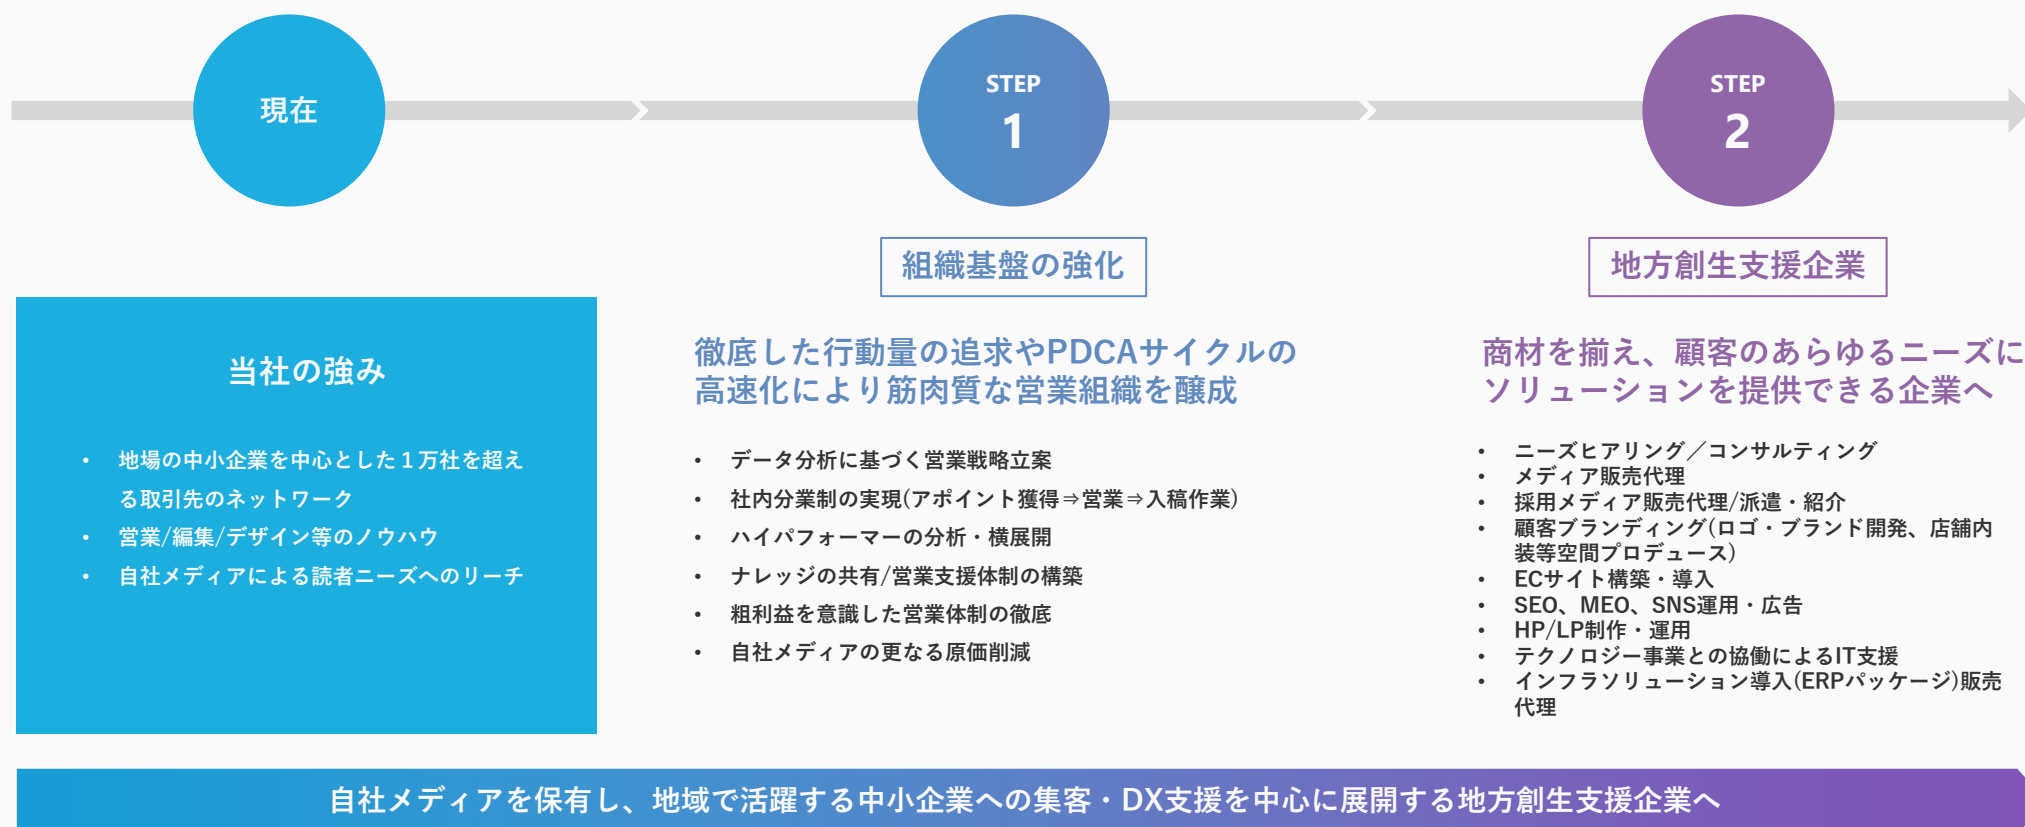 現在
STEP
1
STEP
2
当社の強み
• 地場の中小企業を中心とした１万社を超え
る取引先のネットワーク
• 営業/編集/デザイン等のノウハウ
• 自社メディアによる読者ニーズへのリーチ
組織基盤の強化
徹底した行動量の追求やPDCAサイクルの
高速化により筋肉質な営業組織を醸成
• データ分析に基づく営業戦略立案
• 社内分業制の実現(アポイント獲得⇒営業⇒入稿作業)
• ハイパフォーマーの分析・横展開
• ナレッジの共有/営業支援体制の構築
• 粗利益を意識した営業体制の徹底
• 自社メディアの更なる原価削減
地方創生支援企業
商材を揃え、顧客のあらゆるニーズに
ソリューションを提供できる企業へ
• ニーズヒアリング／コンサルティング
• メディア販売代理
• 採用メディア販売代理/派遣・紹介
• 顧客ブランディング(ロゴ・ブランド開発、店舗内
装等空間プロデュース)
• ECサイト構築・導入
• SEO、MEO、SNS運用・広告
• HP/LP制作・運用
• テクノロジー事業との協働によるIT支援
• インフラソリューション導入(ERPパッケージ)販売
代理
自社メディアを保有し、地域で活躍する中小企業への集客・DX支援を中心に展開する地方創生支援企業へ